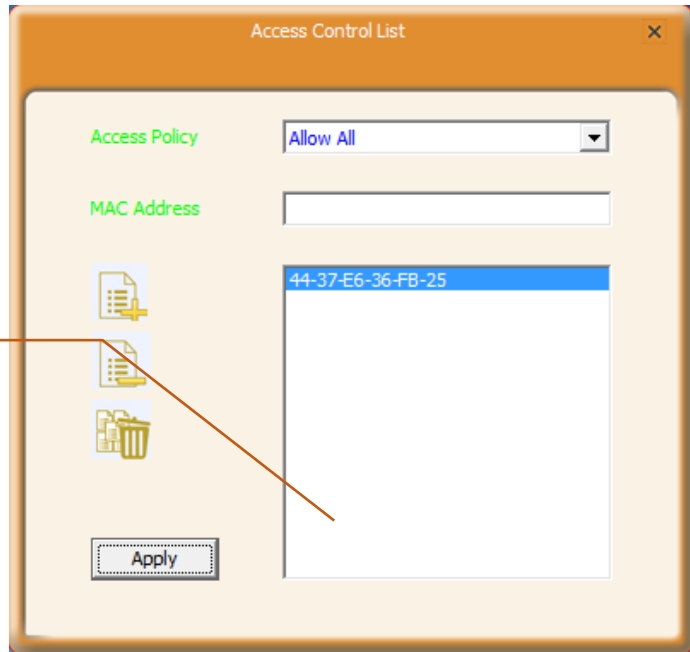 Access Control List
Access Policy
Allow All
MAC Address
44-37-E6-36-FB-25
Apply